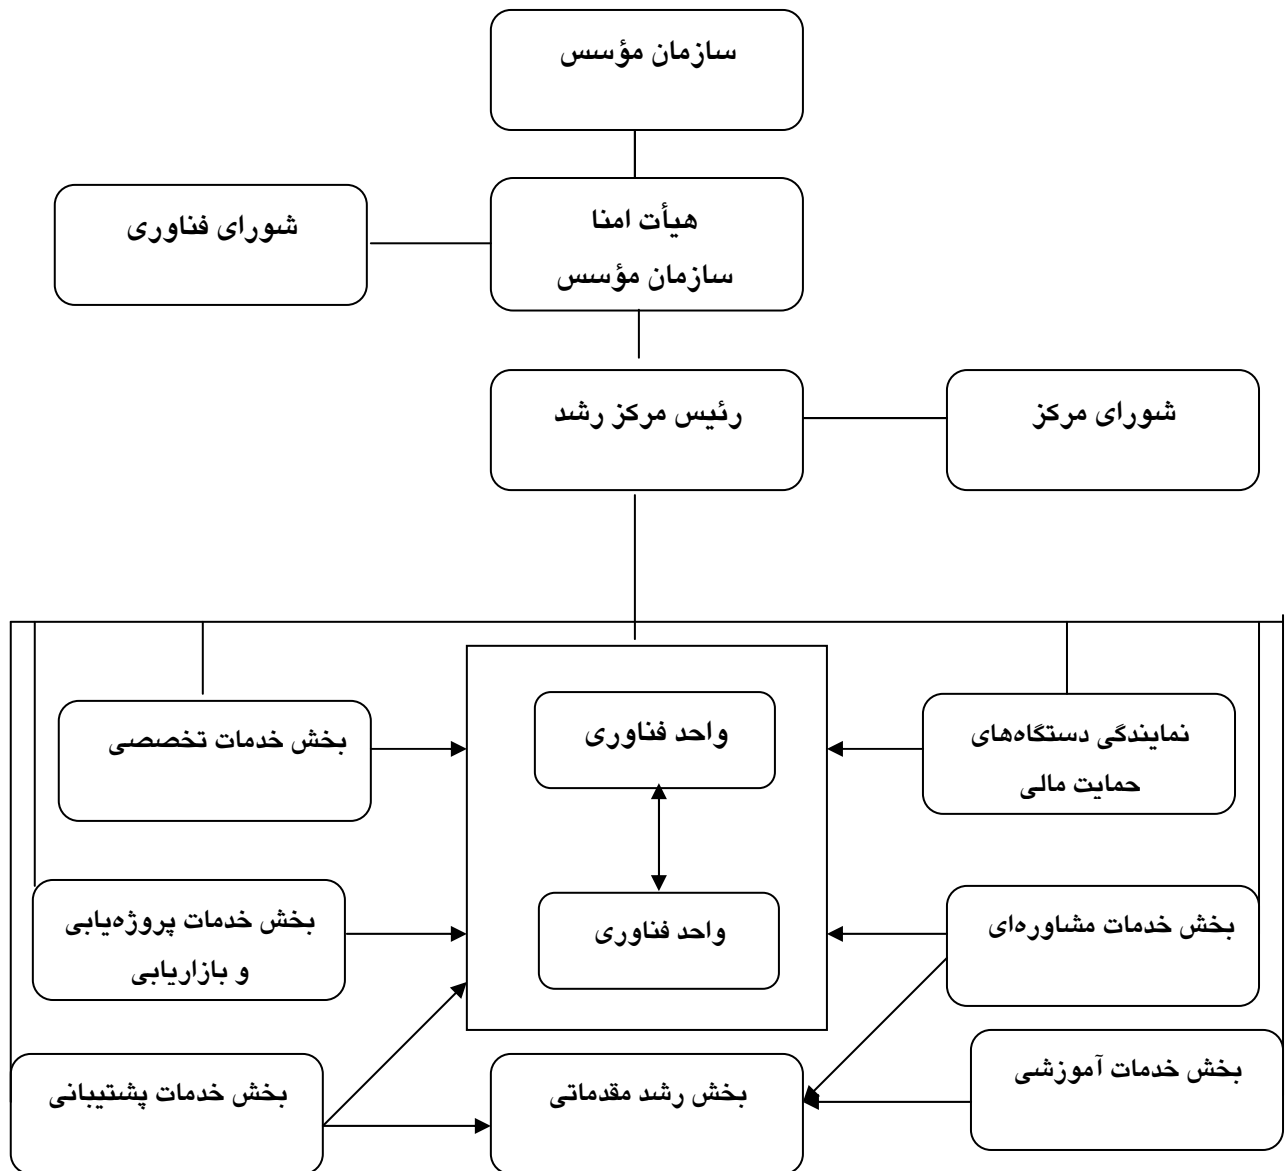 سازمان مؤسس
شورای فناوری
هیأت امنا
سازمان مؤسس
شورای مرکز
رئیس مرکز رشد
نمایندگی دستگاه‌های
حمایت مالی
واحد فناوری
بخش خدمات تخصصی
بخش خدمات مشاوره‌ای
واحد فناوری
بخش خدمات پروژه‌یابی
و بازاریابی
بخش خدمات آموزشی
بخش رشد مقدماتی
بخش خدمات پشتیبانی